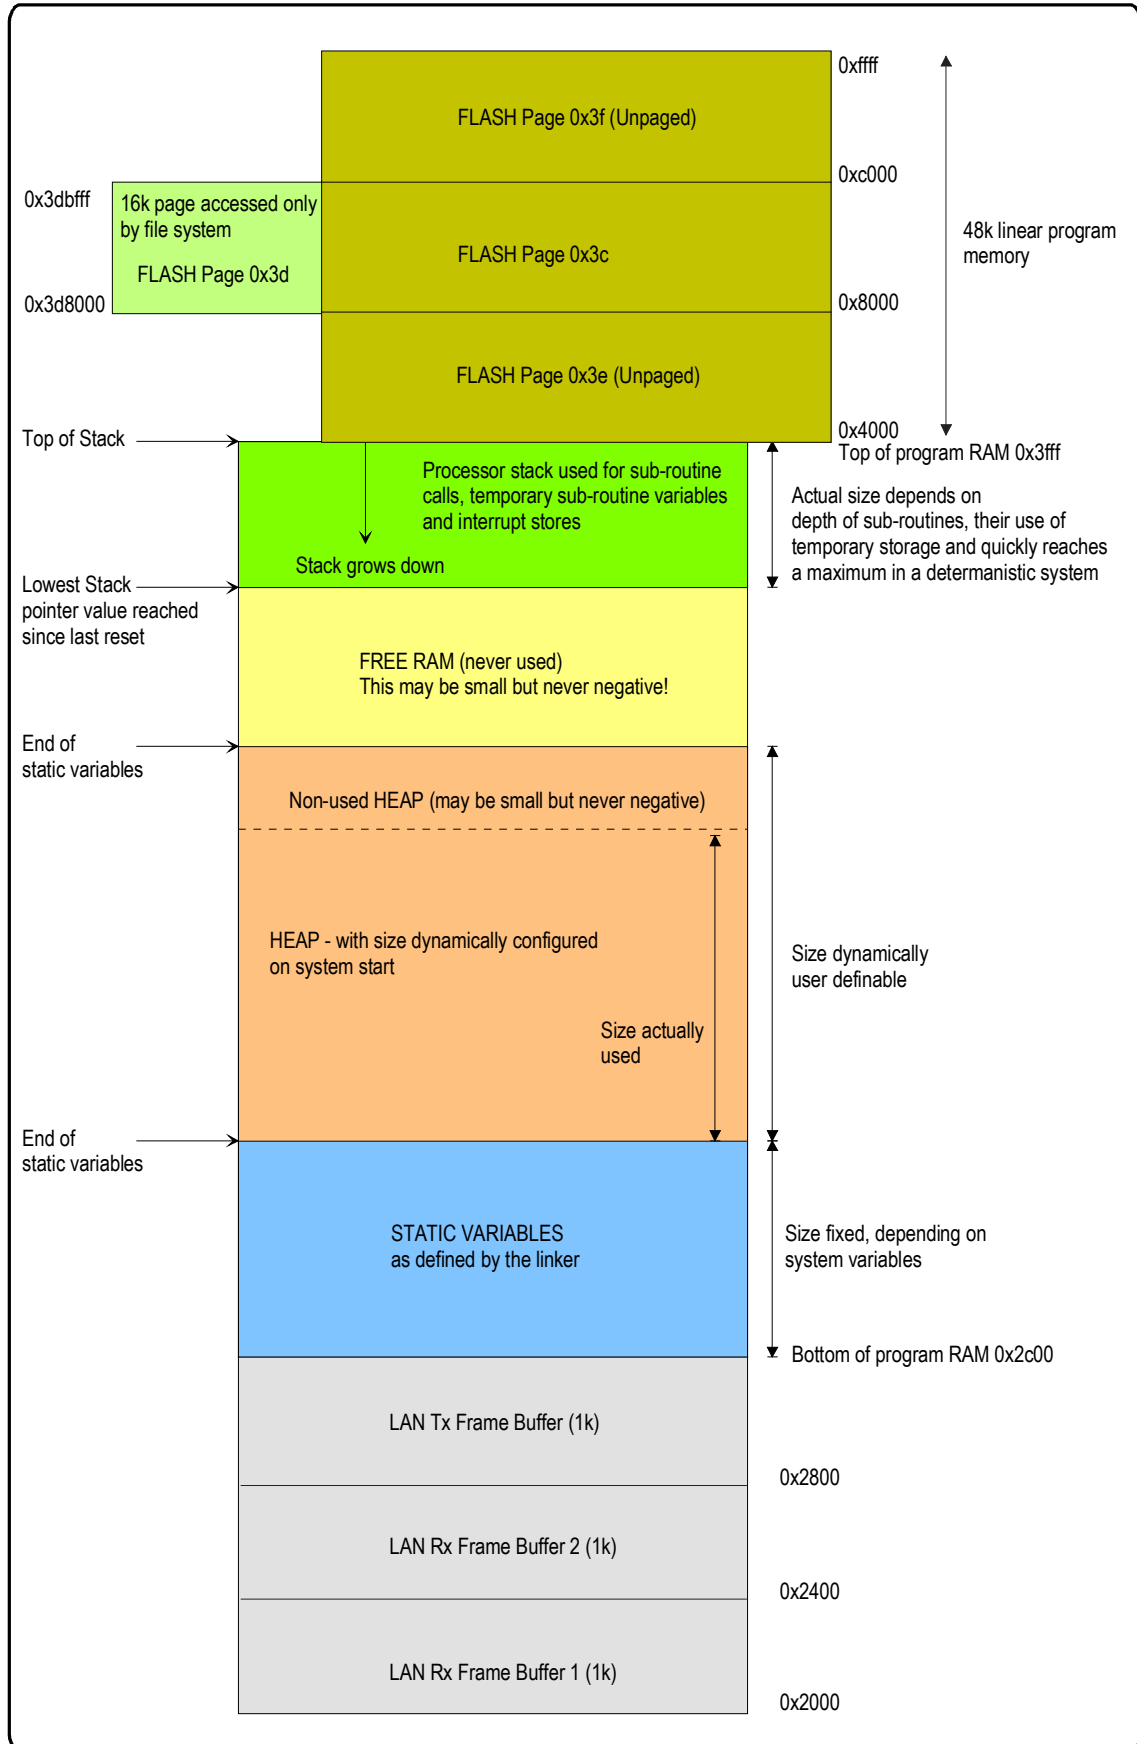 0xffff
FLASH Page 0x3f (Unpaged)
0xc000
0x3dbfff
16k page accessed only
by file system
FLASH Page 0x3d
0x3d8000
FLASH Page 0x3c
48k linear program
memory
0x8000
FLASH Page 0x3e (Unpaged)
0x4000
Top of program RAM 0x3fff
Top of Stack
Processor stack used for sub-routine
calls, temporary sub-routine variables
and interrupt stores
Stack grows down
Actual size depends on
depth of sub-routines, their use of
temporary storage and quickly reaches
a maximum in a determanistic system
Lowest Stack
pointer value reached
since last reset
FREE RAM (never used)
This may be small but never negative!
End of
static variables
Non-used HEAP (may be small but never negative)
HEAP - with size dynamically configured
on system start
Size actually
used
Size dynamically
user definable
End of
static variables
STATIC VARIABLES
as defined by the linker
Size fixed, depending on
system variables
Bottom of program RAM 0x2c00
LAN Tx Frame Buffer (1k)
0x2800
LAN Rx Frame Buffer 2 (1k)
0x2400
LAN Rx Frame Buffer 1 (1k)
0x2000